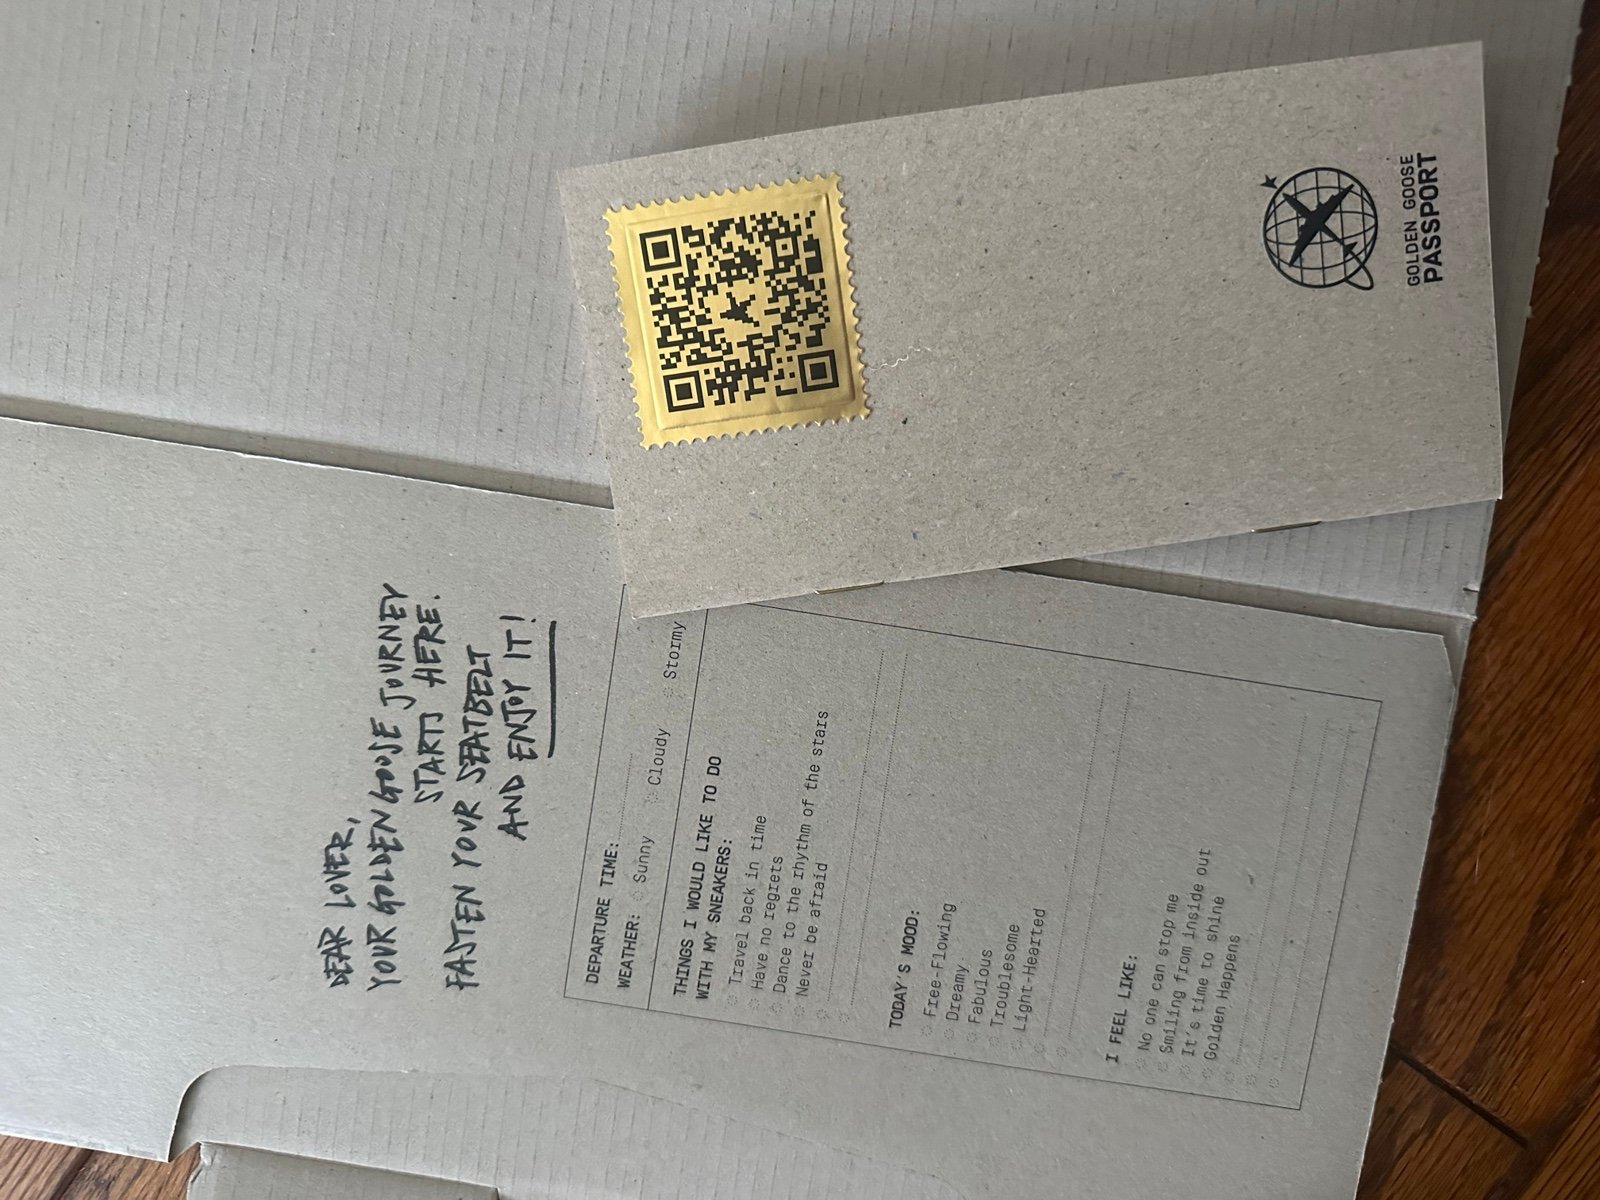 DEAR LOVER,
YOUR GOLDEN GOOSE JOURNEY
STARTS HERE.
FASTEN YOUR SEATBELT
AND ENJOY IT!
DEPARTURE TIME:
WEATHER: Sunny Cloudy Stormy
THINGS I WOULD LIKE TO DO
WITH MY SNEAKERS:
Travel back in time
Have no regrets
Dance to the rhythm of the stars
Never be afraid
TODAY'S MOOD:
Free-Flowing
Dreamy
Fabulous
Troublesome
Light-Hearted
I FEEL LIKE:
No one can stop me
Smiling from inside out
It's time to shine
Golden Happens
GOLDEN GOOSE
PASSPORT